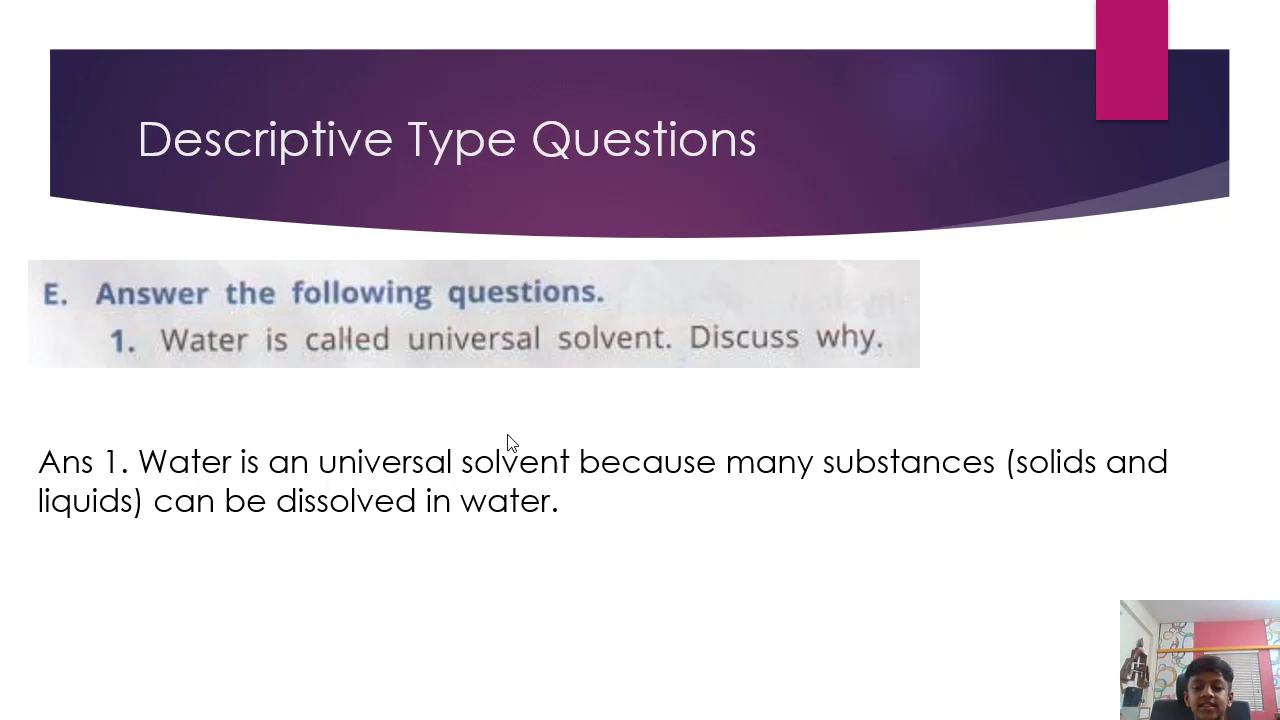 Descriptive Type Questions
E. Answer the following questions.
1. Water is called universal solvent. Discuss why.
Ans 1. Water is an universal solvent because many substances (solids and
liquids) can be dissolved in water.